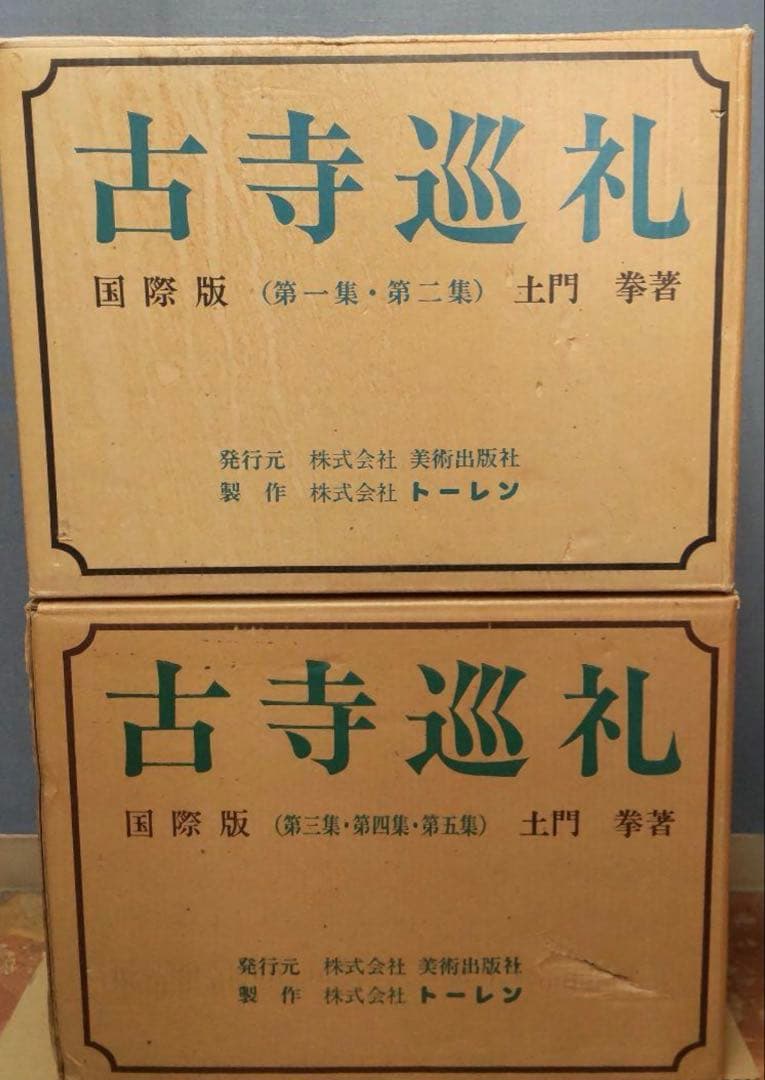 古寺巡礼
国際版 (第一集・第二集) 土門 拳著
発行元 株式会社 美術出版社
製 作 株式会社 トーレン
古寺巡礼
国際版 (第三集・第四集・第五集) 土門 拳著
発行元 株式会社 美術出版社
製 作 株式会社 トーレン